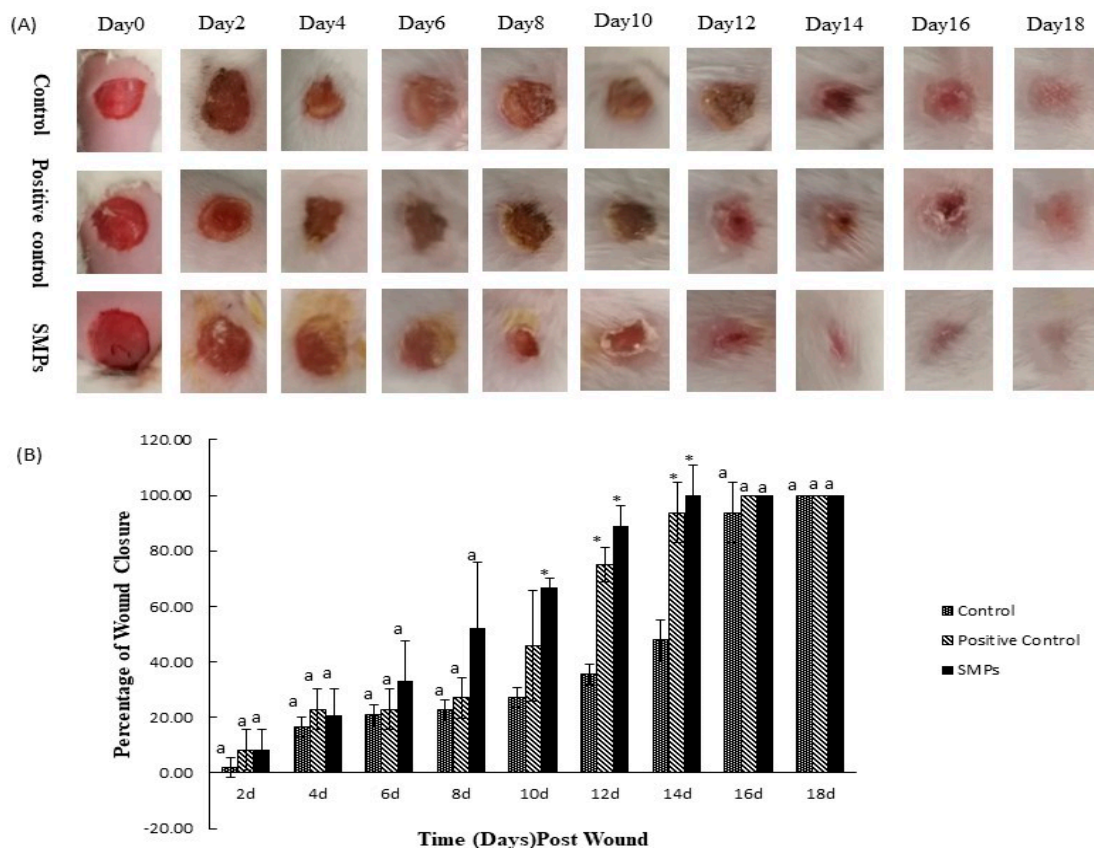 (A) Day0 Day2 Day4 Day6 Day8 Day10 Day12 Day14 Day16 Day18
Control
Positive control
SMPs
(B)
Percentage of Wound Closure
120.00
100.00
80.00
60.00
40.00
20.00
0.00
-20.00
a a a
a a a
a a a
a a a
*
* *
* *
a a a
a a a
2d 4d 6d 8d 10d 12d 14d 16d 18d
Time (Days)Post Wound
Control
Positive Control
SMPs